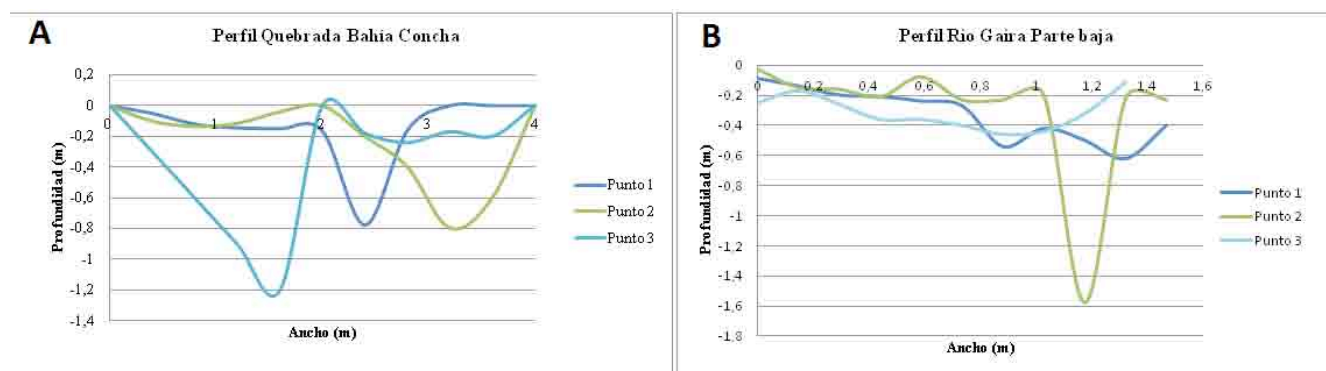 A
Perfil Quebrada Bahia Concha
0,2
0
-0,2
-0,4
-0,6
-0,8
-1
-1,2
-1,4
0
1
2
3
4
Profundidad (m)
Ancho (m)
Punto 1
Punto 2
Punto 3
B
Perfil Rio Gaira Parte baja
0
-0,2
-0,4
-0,6
-0,8
-1
-1,2
-1,4
-1,6
-1,8
0
0,2
0,4
0,6
0,8
1
1,2
1,4
1,6
Profundidad (m)
Ancho (m)
Punto 1
Punto 2
Punto 3